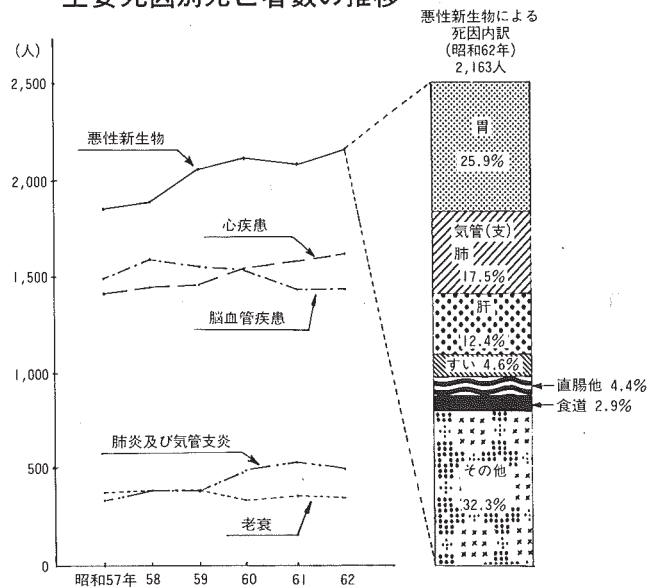 主要死因別死亡者数の推移
悪性新生物による
死因内訳
(昭和62年)
2,163人
(人)
2,500
2,000
1,500
1,000
500
0
悪性新生物
心疾患
脳血管疾患
肺炎及び気管支炎
老衰
昭和57年 58 59 60 61 62
胃
25.9%
気管(支)
肺
17.5%
肝
12.4%
すい 4.6%
直腸他 4.4%
食道 2.9%
その他
32.3%